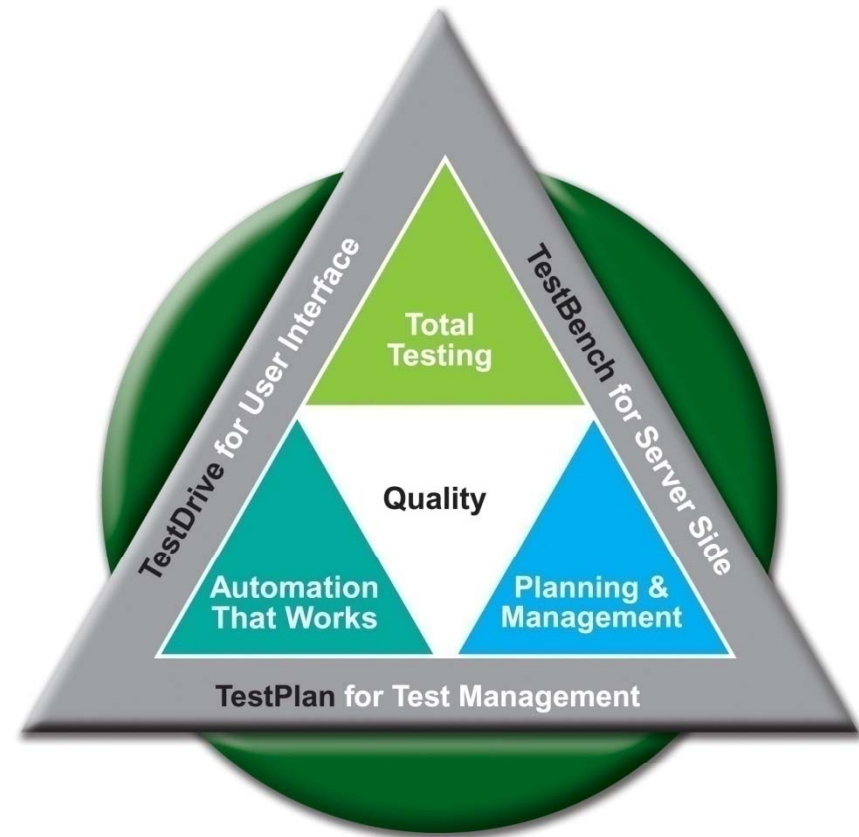 Total
Testing
TestDrive for User Interface
TestBench for Server Side
Quality
Automation
That Works
Planning &
Management
TestPlan for Test Management